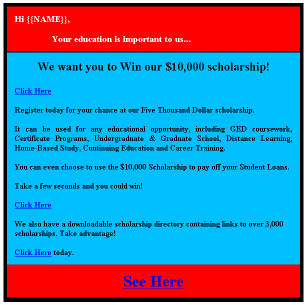 Hi {{NAME}},
Your education is important to us...
We want you to Win our $10,000 scholarship!
Click Here
Register today for your chance at our Five Thousand Dollar scholarship.
It can be used for any educational opportunity, including GED coursework,
Certificate Programs, Undergraduate & Graduate School, Distance Learning,
Home-Based Study, Continuing Education and Career Training.
You can even choose to use the $10,000 Scholarship to pay off your Student Loans.
Take a few seconds and you could win!
Click Here
We also have a downloadable scholarship directory containing links to over 3,000
scholarships. Take advantage!
Click Here today.
See Here